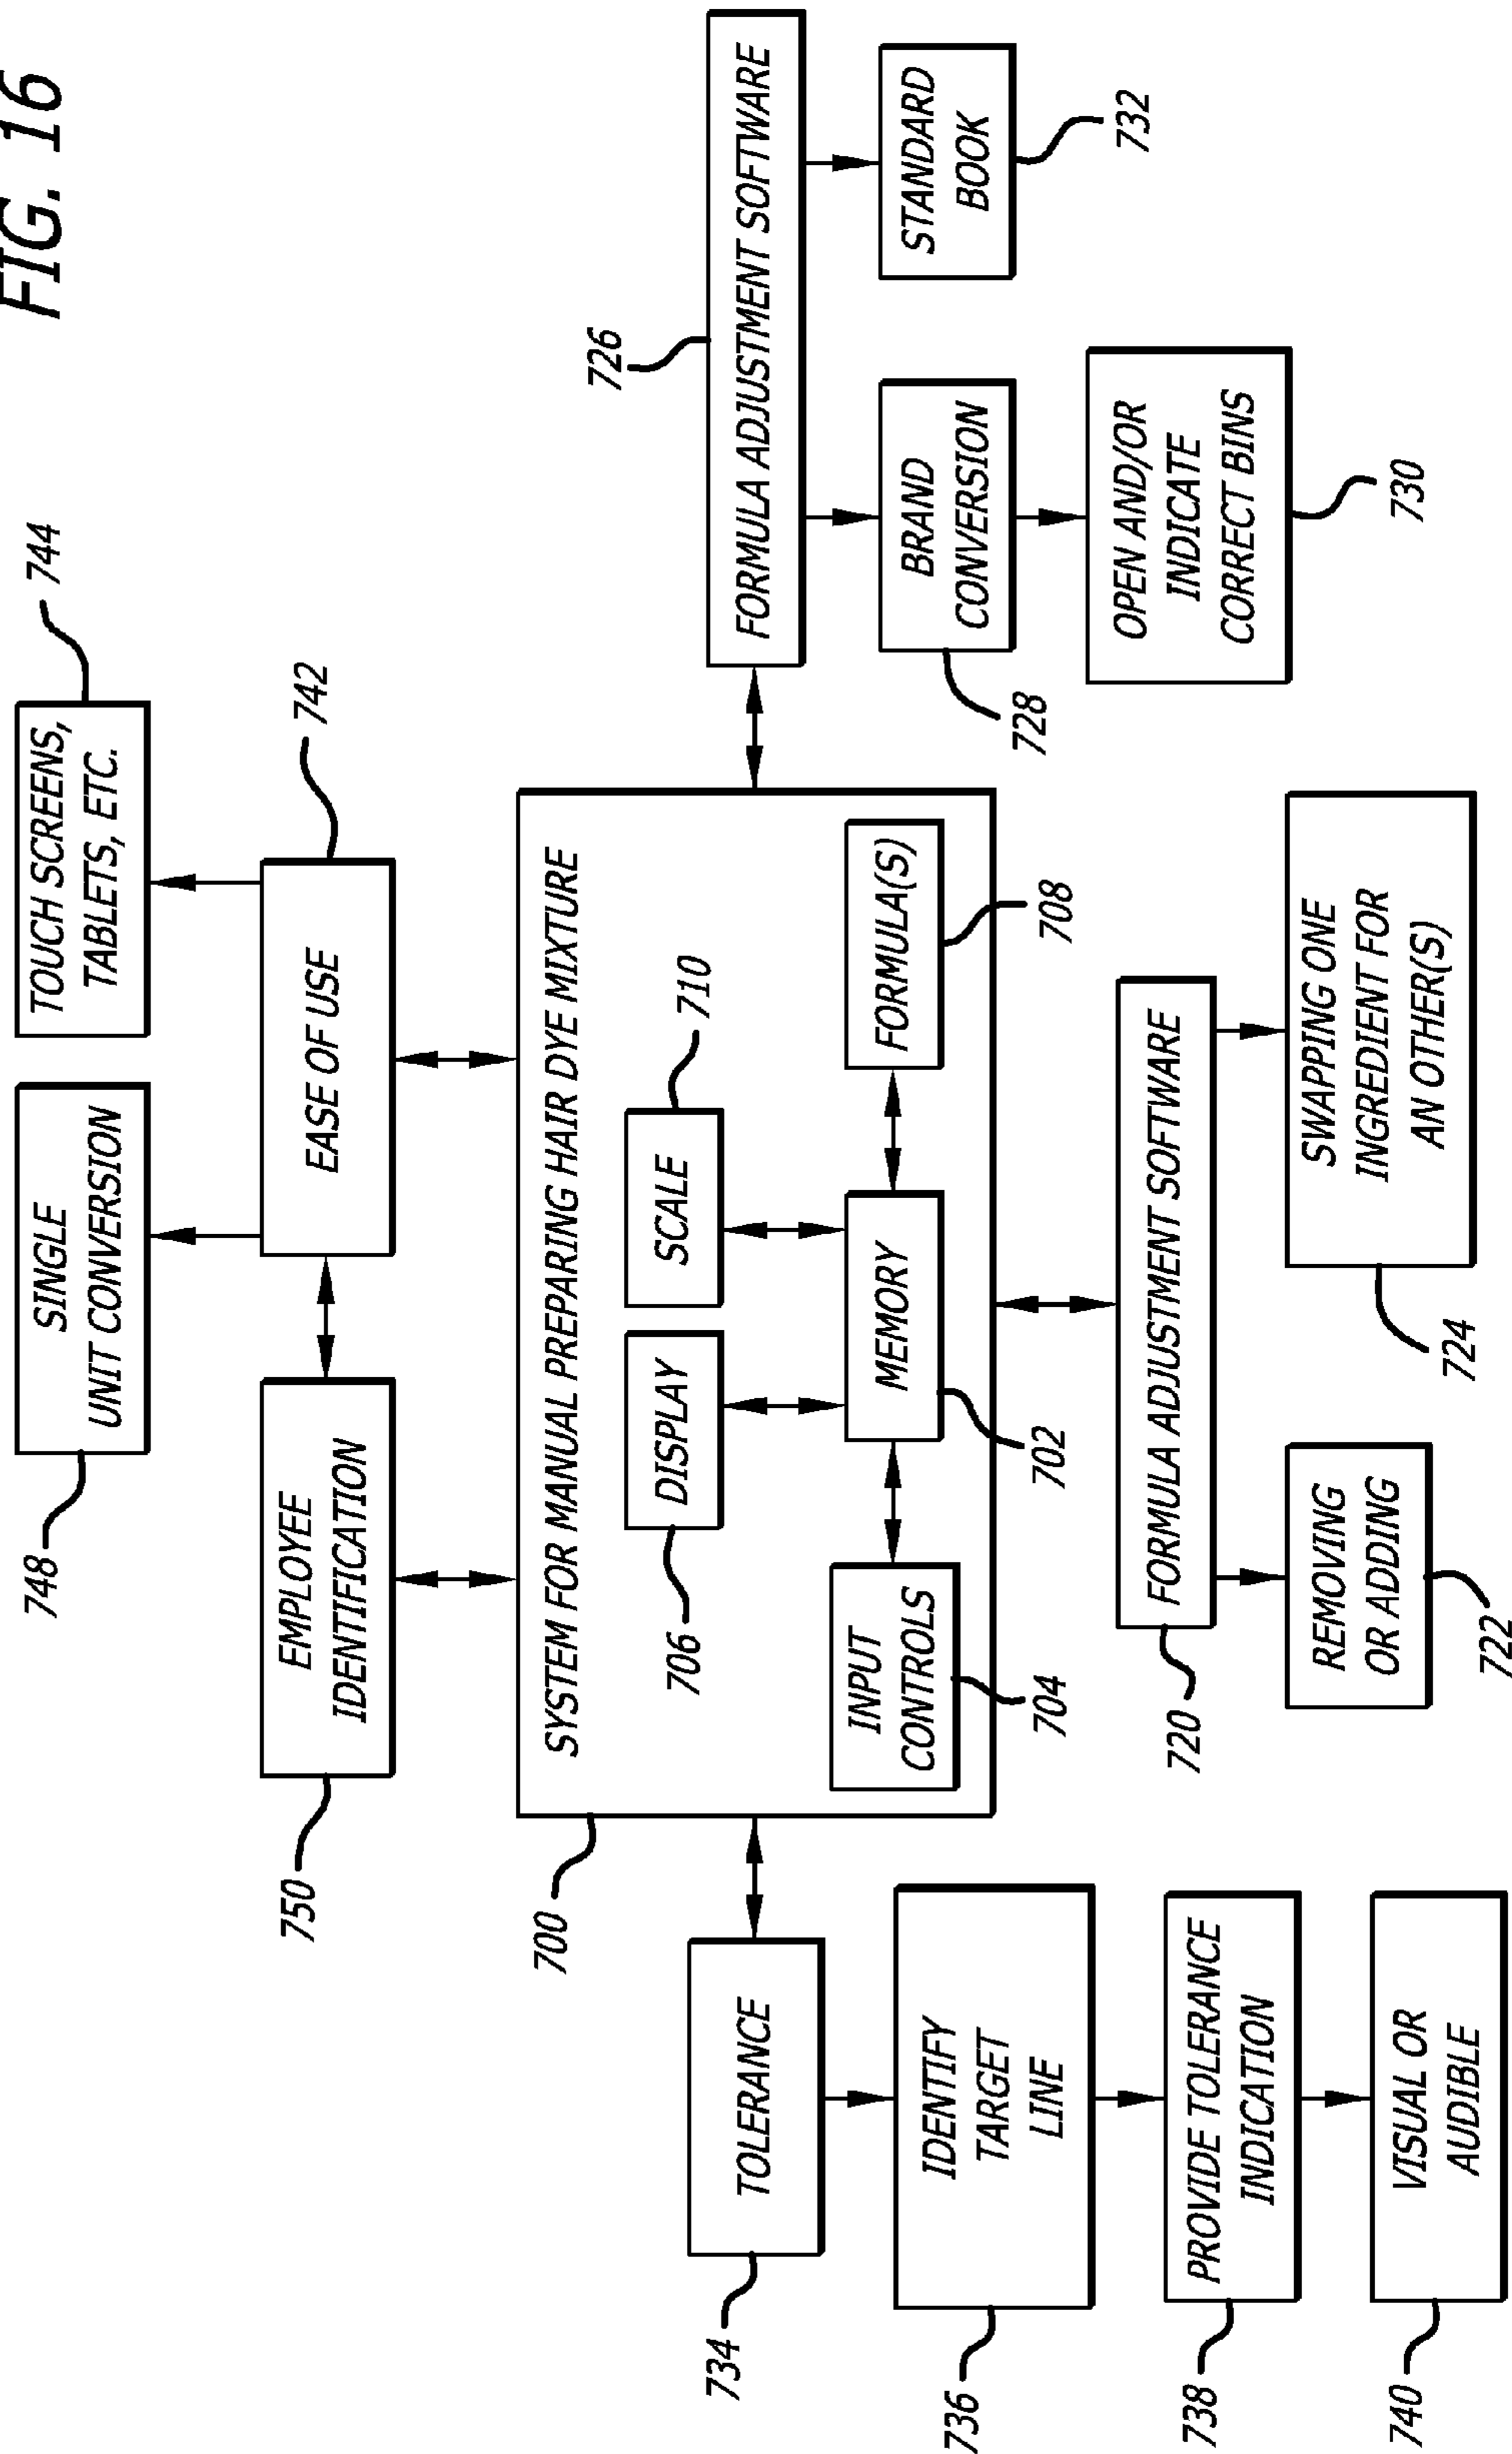 FIG. 16
748
SINGLE
UNIT CONVERSION
TOUCH SCREENS,
TABLETS, ETC.
744
750
EMPLOYEE
IDENTIFICATION
EASE OF USE
742
700
SYSTEM FOR MANUAL PREPARING HAIR DYE MIXTURE
706
DISPLAY
SCALE
710
INPUT
CONTROLS
704
MEMORY
702
FORMULA(S)
708
734
TOLERANCE
736
IDENTIFY
TARGET
LINE
738
PROVIDE TOLERANCE
INDICATION
740
VISUAL OR
AUDIBLE
720
FORMULA ADJUSTMENT SOFTWARE
REMOVING
OR ADDING
722
724
SWAPPING ONE
INGREDIENT FOR
AN OTHER(S)
726
FORMULA ADJUSTMENT SOFTWARE
728
BRAND
CONVERSION
STANDARD
BOOK
732
OPEN AND/OR
INDICATE
CORRECT BINS
730